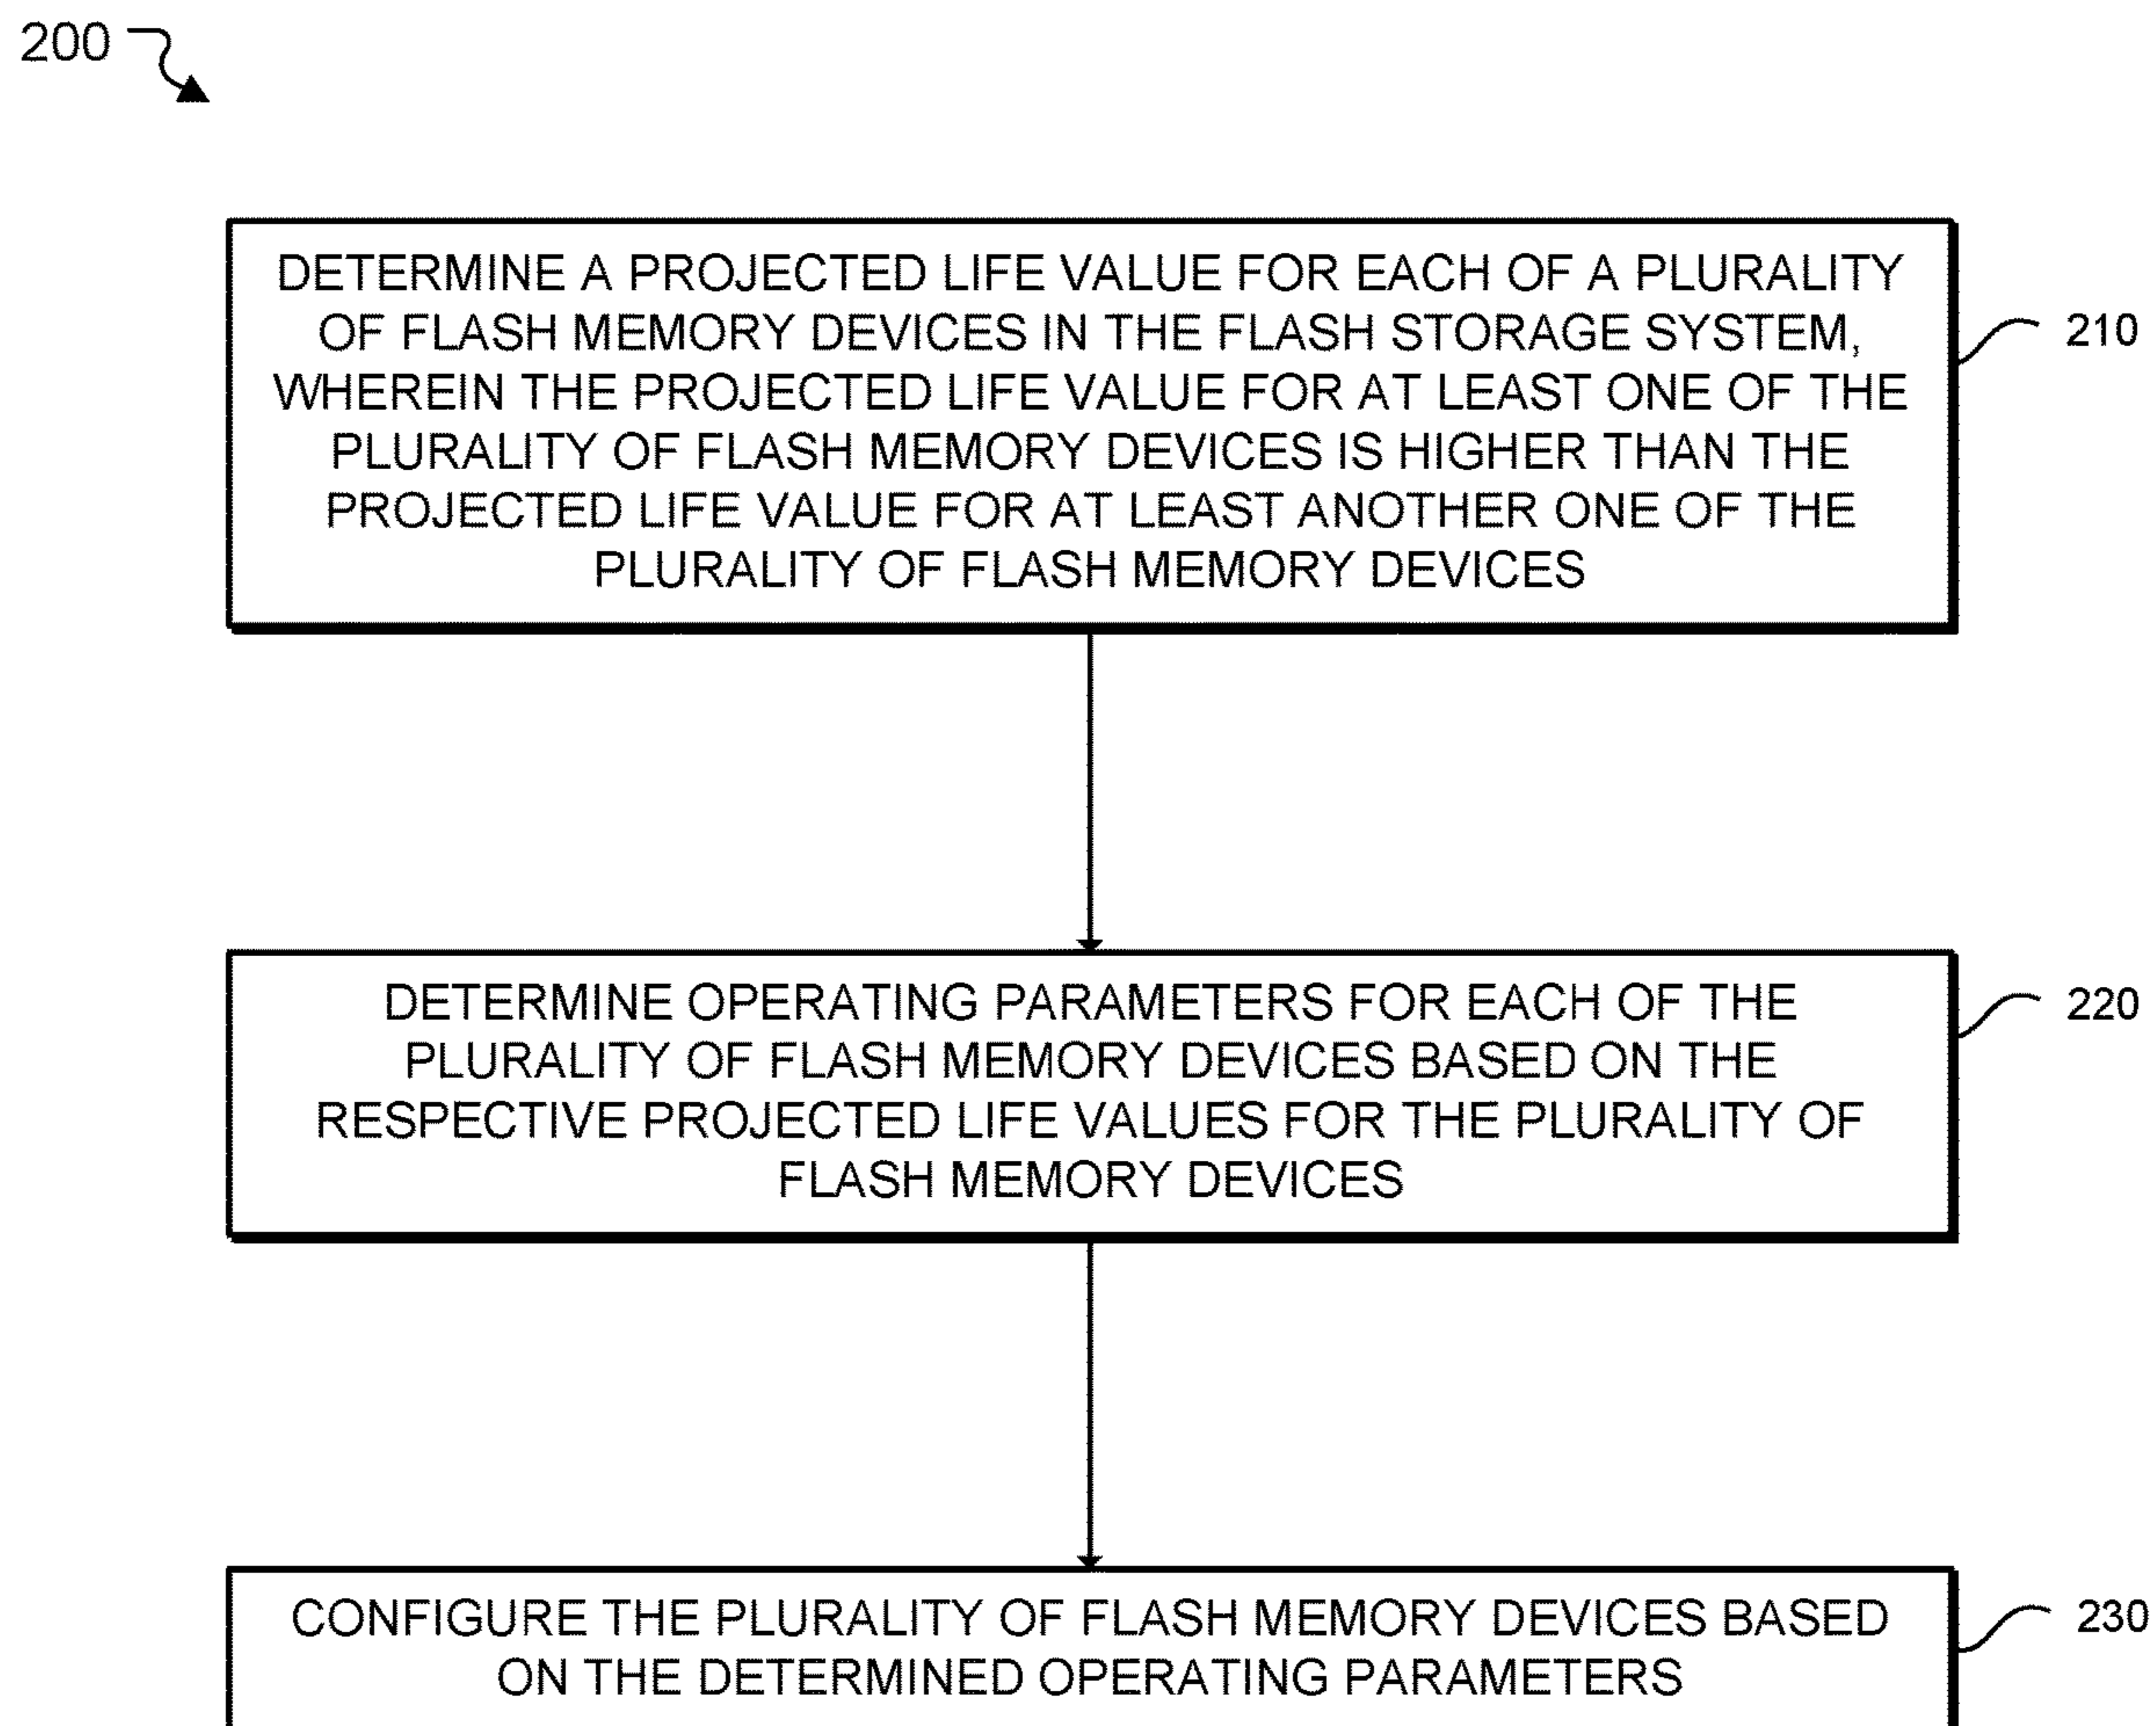 200
DETERMINE A PROJECTED LIFE VALUE FOR EACH OF A PLURALITY
OF FLASH MEMORY DEVICES IN THE FLASH STORAGE SYSTEM,
WHEREIN THE PROJECTED LIFE VALUE FOR AT LEAST ONE OF THE
PLURALITY OF FLASH MEMORY DEVICES IS HIGHER THAN THE
PROJECTED LIFE VALUE FOR AT LEAST ANOTHER ONE OF THE
PLURALITY OF FLASH MEMORY DEVICES
210
DETERMINE OPERATING PARAMETERS FOR EACH OF THE
PLURALITY OF FLASH MEMORY DEVICES BASED ON THE
RESPECTIVE PROJECTED LIFE VALUES FOR THE PLURALITY OF
FLASH MEMORY DEVICES
220
CONFIGURE THE PLURALITY OF FLASH MEMORY DEVICES BASED
ON THE DETERMINED OPERATING PARAMETERS
230